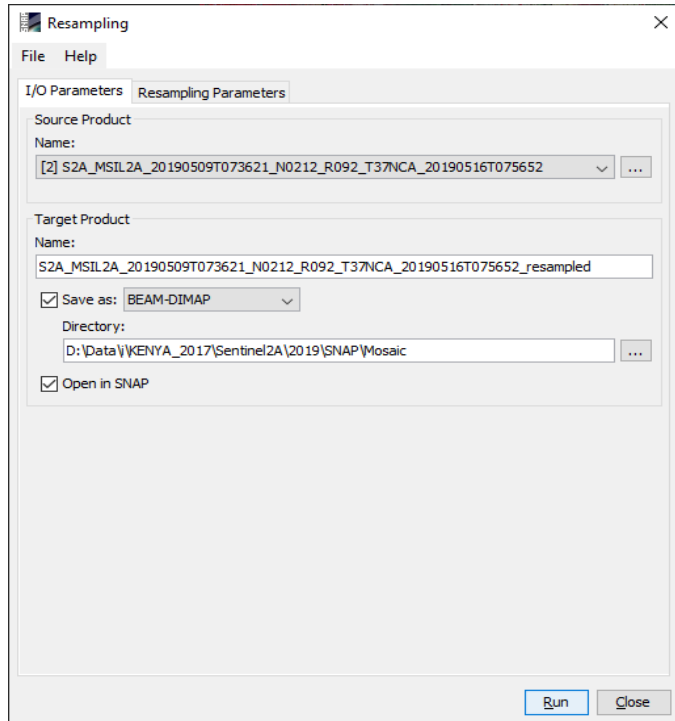 Resampling
File Help
I/O Parameters Resampling Parameters
Source Product
Name:
[2] S2A_MSIL2A_20190509T073621_N0212_R092_T37NCA_20190516T075652 ...
Target Product
Name:
S2A_MSIL2A_20190509T073621_N0212_R092_T37NCA_20190516T075652_resampled
Save as: BEAM-DIMAP
Directory:
D:\Data\i\KENYA_2017\Sentinel2A\2019\SNAP\Mosaic ...
Open in SNAP
Run Close